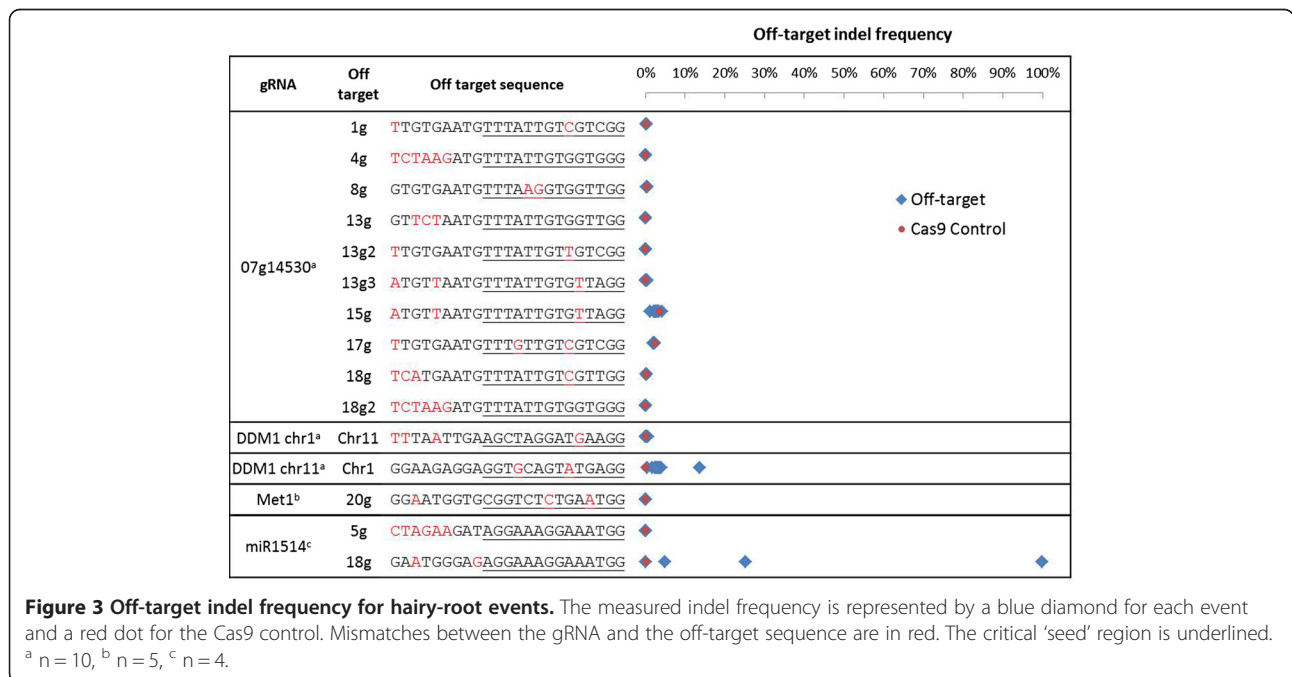 Off-target indel frequency
gRNA Off target Off target sequence 0% 10% 20% 30% 40% 50% 60% 70% 80% 90% 100%
1g TTGTGAATGTTTATTGTCGTCGG
4g TCTAAGATGTTTATTGTGGTGGG
8g GTGTGAATGTTTAAGGTGGTTGG
Off-target
13g GTTCTAATGTTTATTGTGGTTGG
Cas9 Control
13g2 TTGTGAATGTTTATTGTTGTCGG
07g14530ᵃ
13g3 ATGTTAATGTTTATTGTGTTAGG
15g ATGTTAATGTTTATTGTGTTAGG
17g TTGTGAATGTTTGTTGTCGTCGG
18g TCATGAATGTTTATTGTCGTTGG
18g2 TCTAAGATGTTTATTGTGGTGGG
DDM1 chr1ᵃ Chr11 TTTAATTGAAGCTAGGATGAAGG
DDM1 chr11ᵃ Chr1 GGAAGAGGAGGTGCAGTATGAGG
Met1ᵇ 20g GGAATGGTGCGGTCTCTGAATGG
miR1514ᶜ
5g CTAGAAGATAGGAAAGGAAATGG
18g GAATGGGAGAGGAAAGGAAATGG
Figure 3 Off-target indel frequency for hairy-root events. The measured indel frequency is represented by a blue diamond for each event
and a red dot for the Cas9 control. Mismatches between the gRNA and the off-target sequence are in red. The critical ‘seed’ region is underlined.
ᵃ n = 10, ᵇ n = 5, ᶜ n = 4.